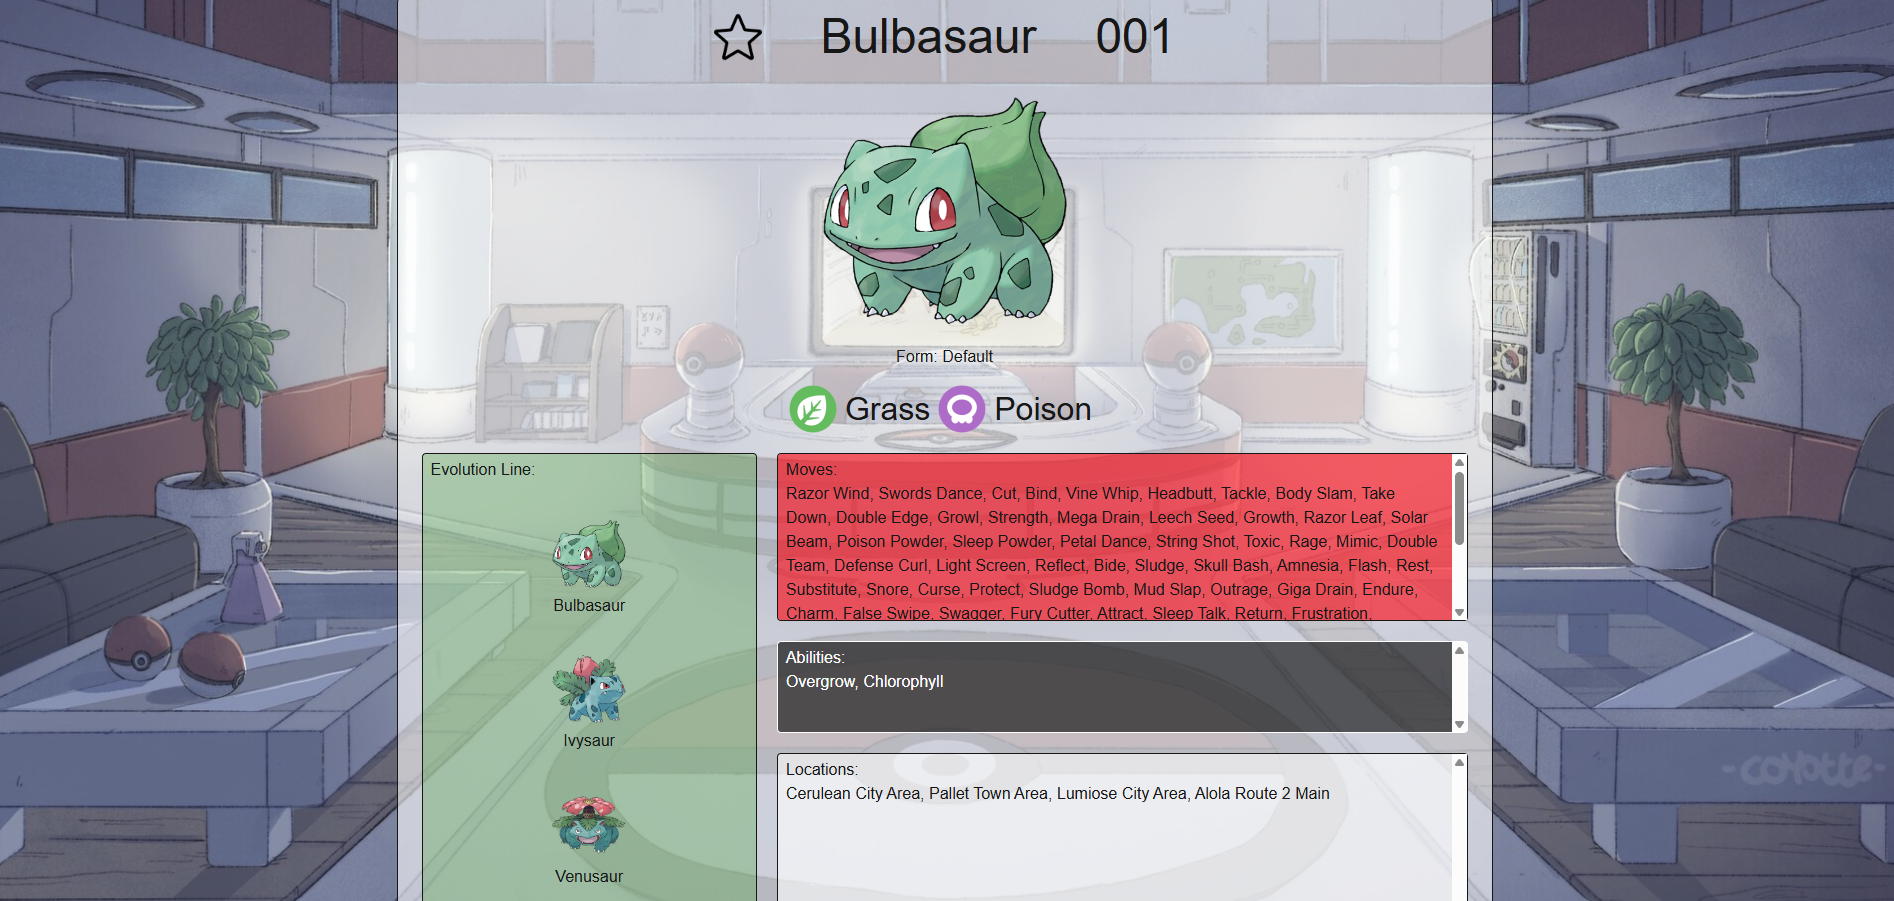 Bulbasaur 001
Form: Default
Grass Poison
Evolution Line:
Bulbasaur
Ivysaur
Venusaur
Moves:
Razor Wind, Swords Dance, Cut, Bind, Vine Whip, Headbutt, Tackle, Body Slam, Take
Down, Double Edge, Growl, Strength, Mega Drain, Leech Seed, Growth, Razor Leaf, Solar
Beam, Poison Powder, Sleep Powder, Petal Dance, String Shot, Toxic, Rage, Mimic, Double
Team, Defense Curl, Light Screen, Reflect, Bide, Sludge, Skull Bash, Amnesia, Flash, Rest,
Substitute, Snore, Curse, Protect, Sludge Bomb, Mud Slap, Outrage, Giga Drain, Endure,
Charm, False Swipe, Swagger, Fury Cutter, Attract, Sleep Talk, Return, Frustration,
Abilities:
Overgrow, Chlorophyll
Locations:
Cerulean City Area, Pallet Town Area, Lumiose City Area, Alola Route 2 Main
-coyotte-